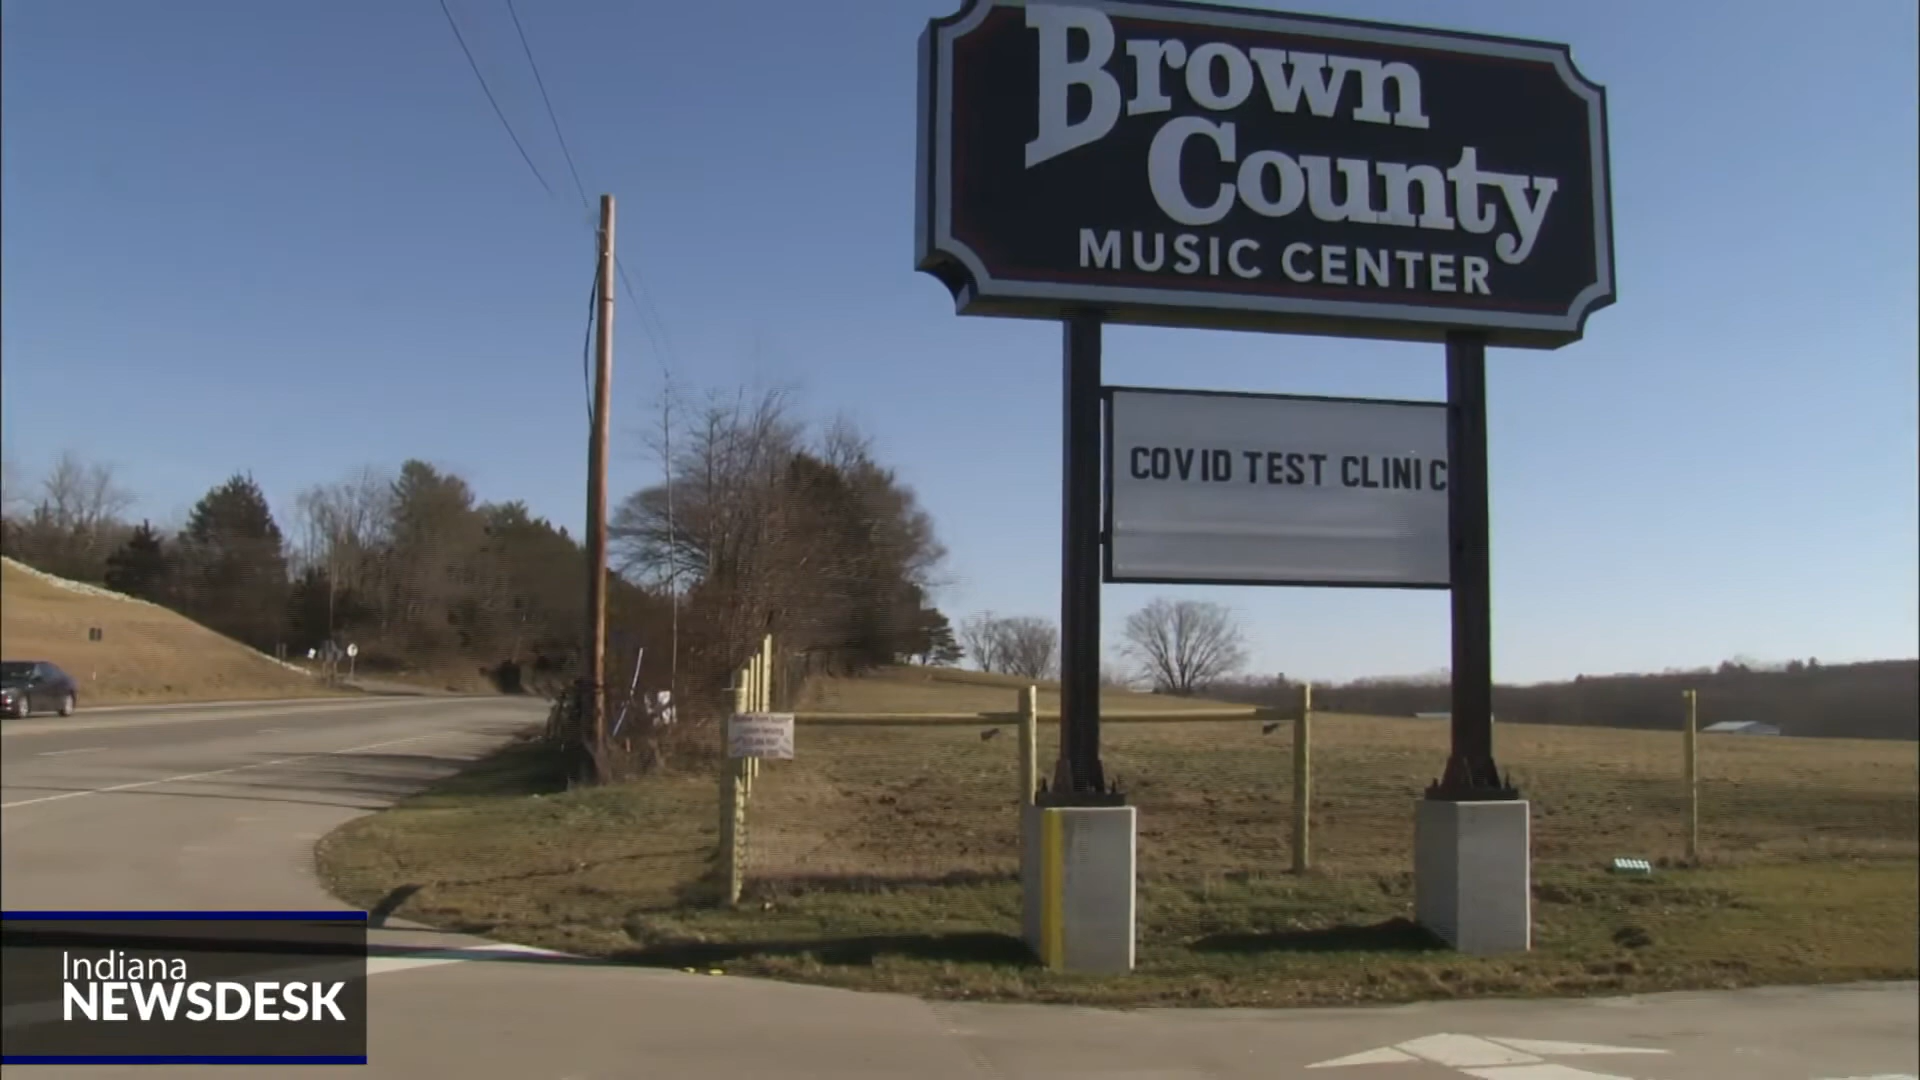 Brown
County
MUSIC CENTER
COVID TEST CLINIC
Indiana
NEWSDESK